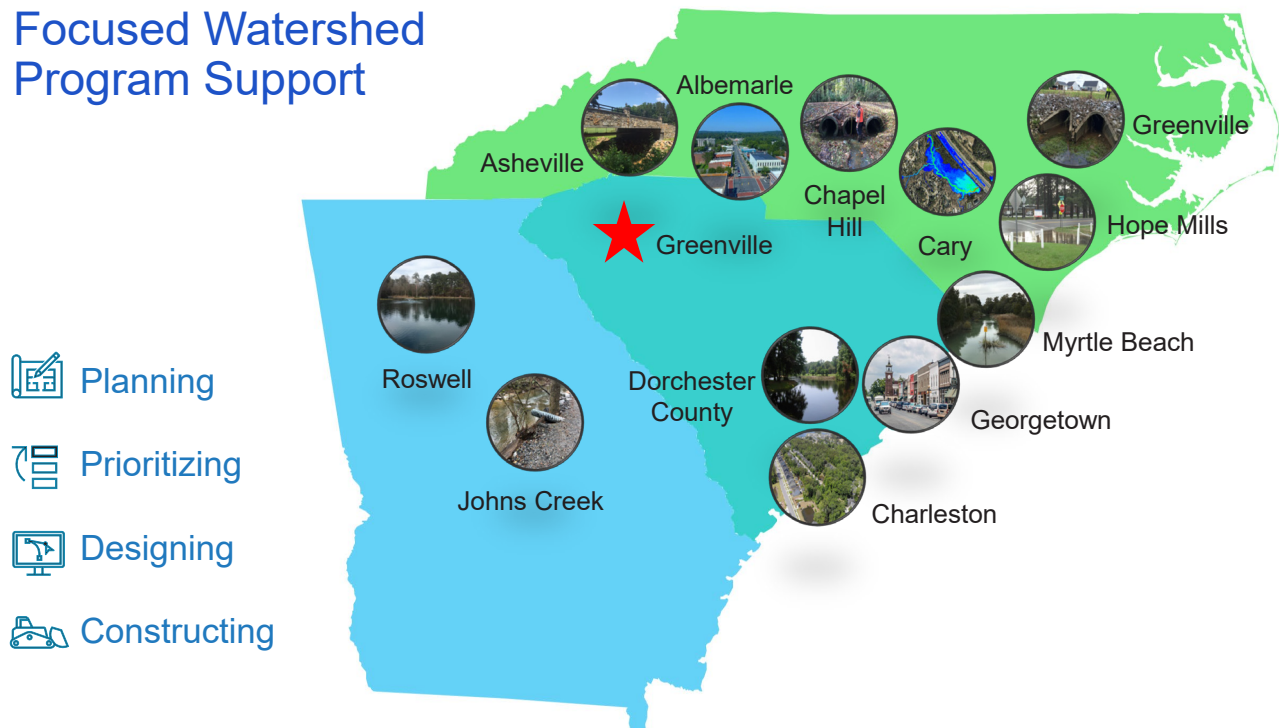 Focused Watershed
Program Support
Albemarle
Greenville
Asheville
Chapel
Hill
Hope Mills
Greenville
Cary
Myrtle Beach
Roswell
Dorchester
County
Planning
Georgetown
Prioritizing
Johns Creek
Charleston
Designing
Constructing